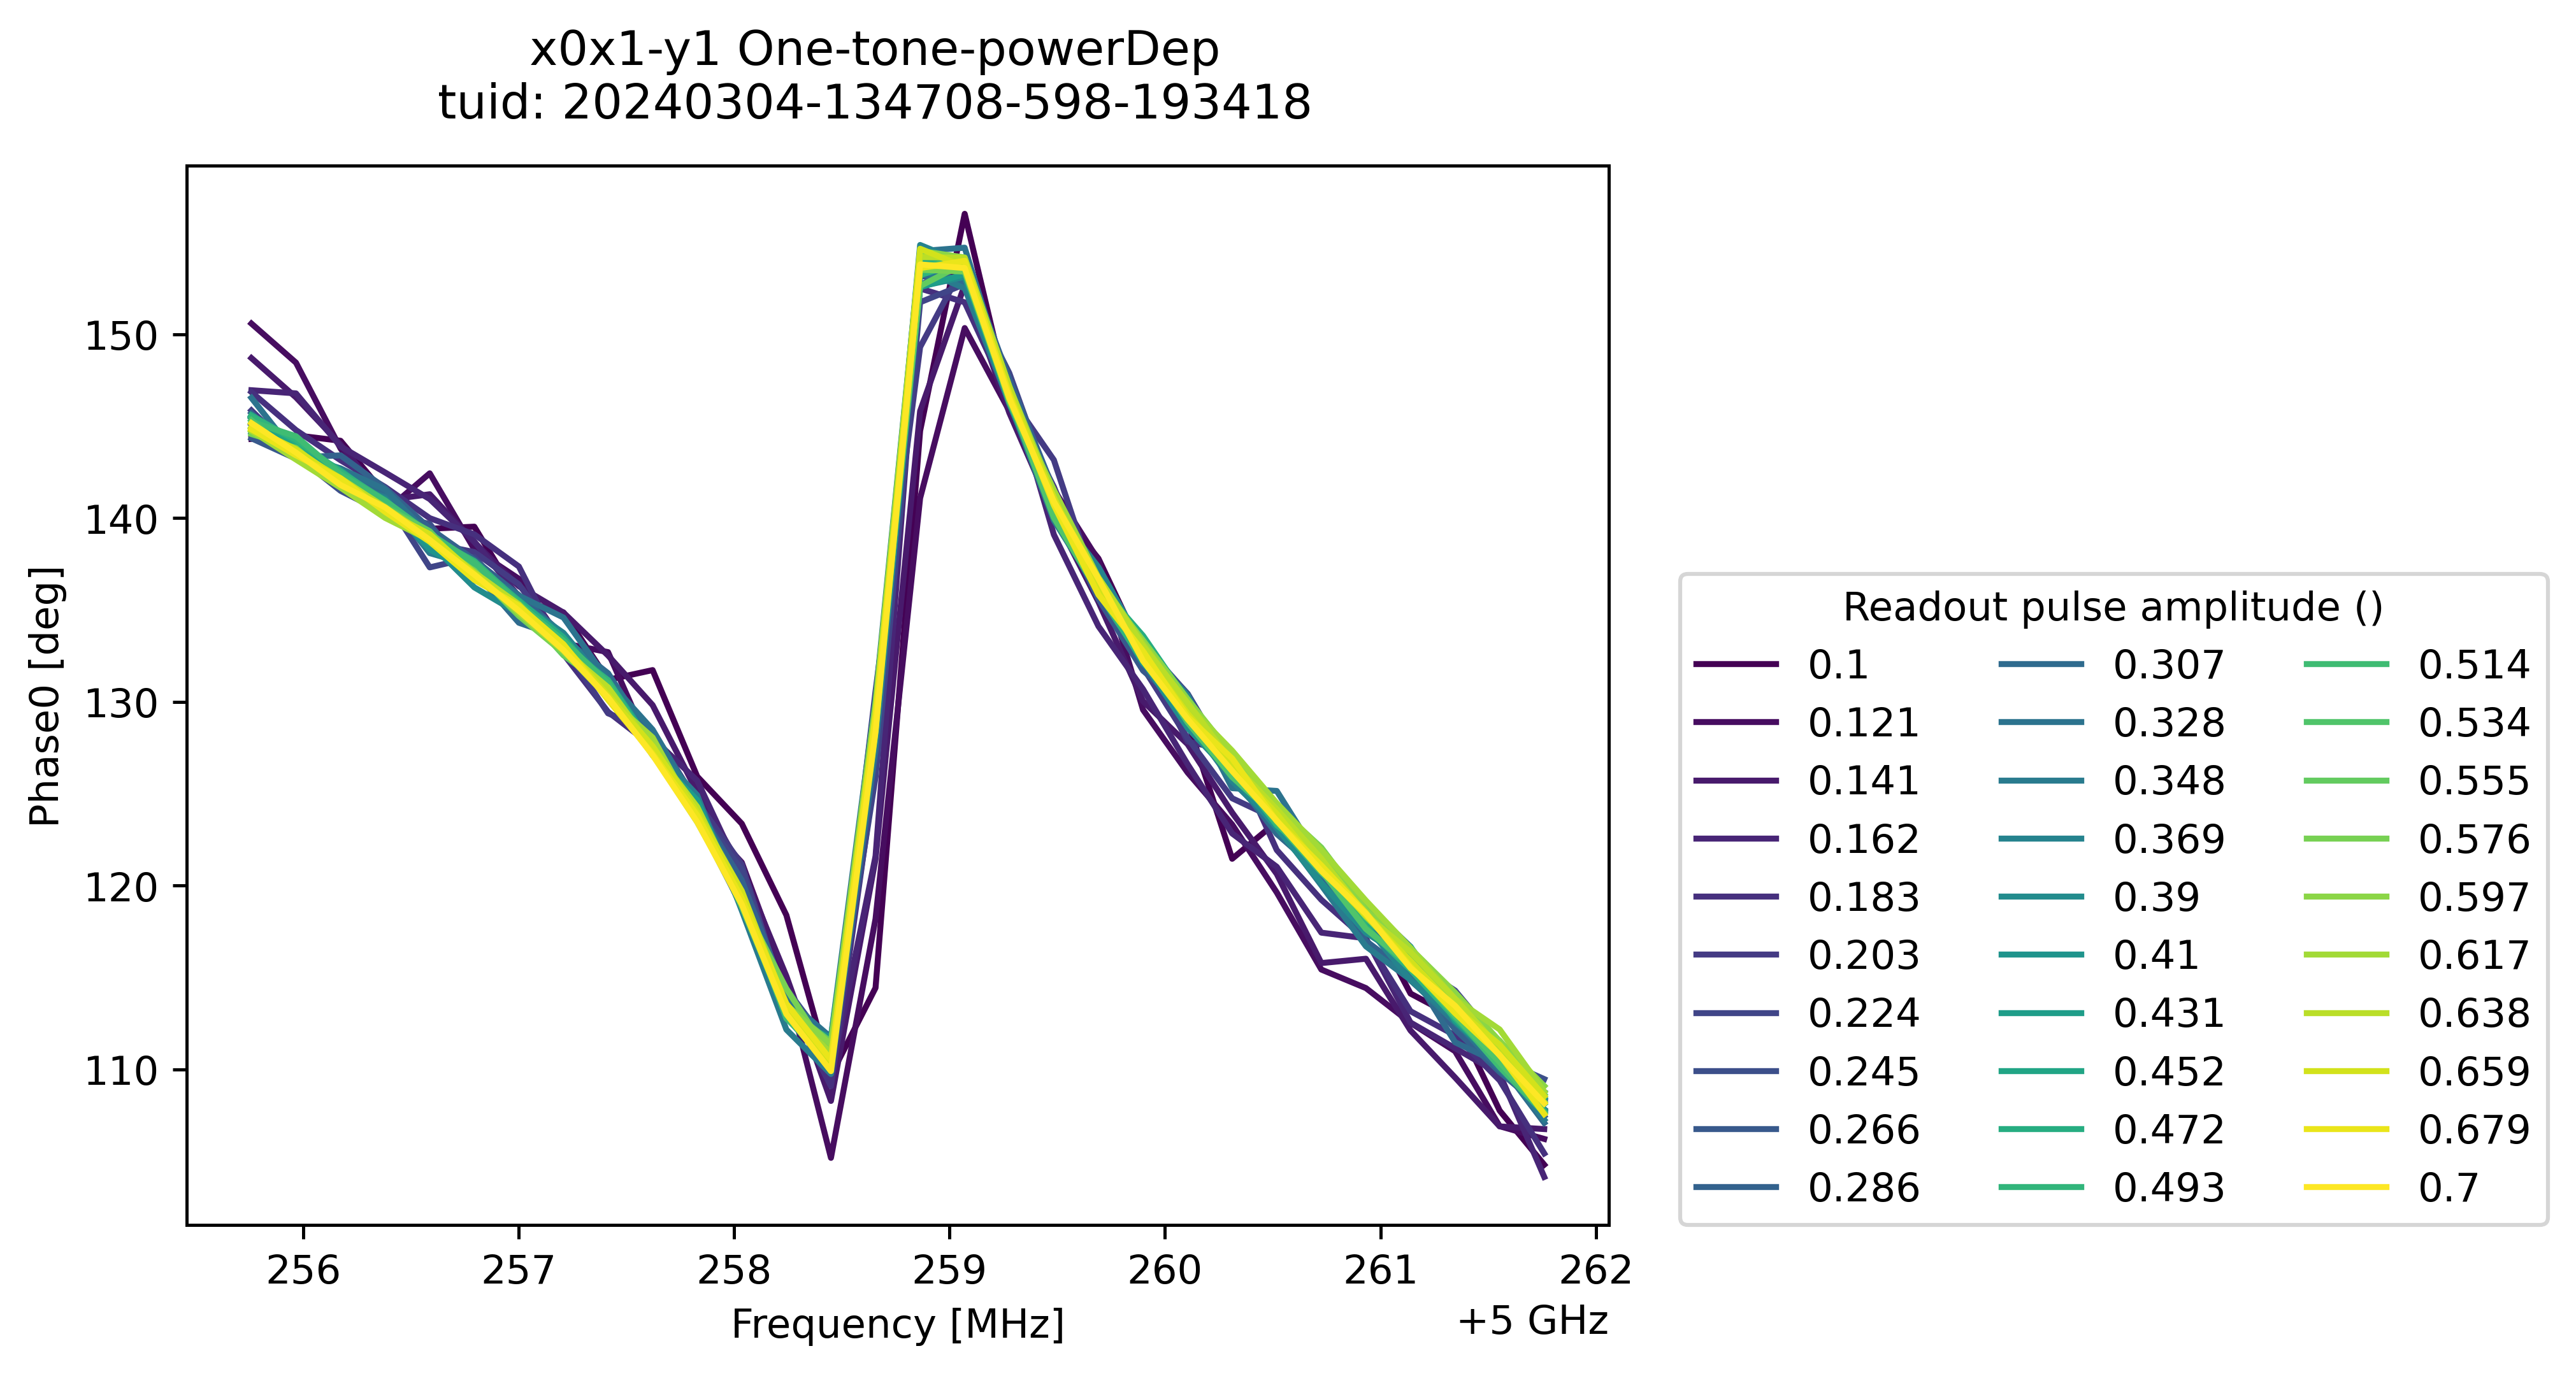 x0x1-y1 One-tone-powerDep
tuid: 20240304-134708-598-193418
Phase0 [deg]
150
140
130
120
110
256 257 258 259 260 261 262
Frequency [MHz]
+5 GHz
Readout pulse amplitude ()
0.1 0.307 0.514
0.121 0.328 0.534
0.141 0.348 0.555
0.162 0.369 0.576
0.183 0.39 0.597
0.203 0.41 0.617
0.224 0.431 0.638
0.245 0.452 0.659
0.266 0.472 0.679
0.286 0.493 0.7